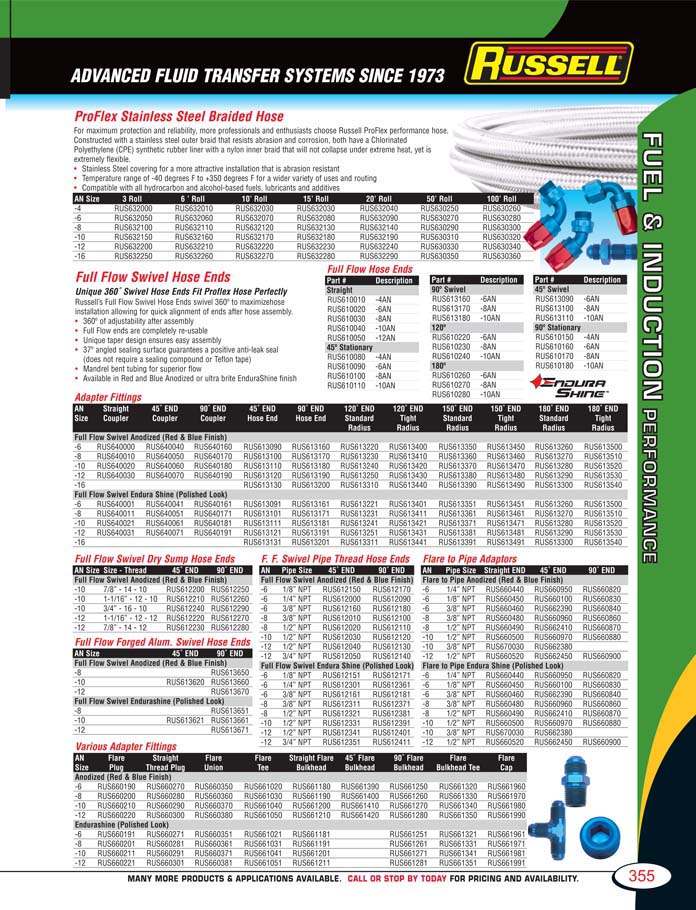 ADVANCED FLUID TRANSFER SYSTEMS SINCE 1973
RUSSELL
FUEL & INDUCTION PERFORMANCE
ProFlex Stainless Steel Braided Hose
For maximum protection and reliability, more professionals and enthusiasts choose Russell ProFlex performance hose.
Constructed with a stainless steel outer braid that resists abrasion and corrosion, both have a Chlorinated
Polyethylene (CPE) synthetic rubber liner with a nylon inner braid that will not collapse under extreme heat, yet is
extremely flexible.
• Stainless Steel covering for a more attractive installation that is abrasion resistant
• Temperature range of -40 degrees F to +350 degrees F for a wider variety of uses and routing
• Compatible with all hydrocarbon and alcohol-based fuels, lubricants and additives
AN Size 3 Roll 6 ' Roll 10' Roll 15' Roll 20' Roll 50' Roll 100' Roll
-4 RUS632000 RUS632010 RUS632030 RUS632030 RUS632040 RUS630250 RUS630260
-6 RUS632050 RUS632060 RUS632070 RUS632080 RUS632090 RUS630270 RUS630280
-8 RUS632100 RUS632110 RUS632120 RUS632130 RUS632140 RUS630290 RUS630300
-10 RUS632150 RUS632160 RUS632170 RUS632180 RUS632190 RUS630310 RUS630320
-12 RUS632200 RUS632210 RUS632220 RUS632230 RUS632240 RUS630330 RUS630340
-16 RUS632250 RUS632260 RUS632270 RUS632280 RUS632290 RUS630350 RUS630360
Full Flow Swivel Hose Ends
Unique 360˚ Swivel Hose Ends Fit Proflex Hose Perfectly
Russell's Full Flow Swivel Hose Ends swivel 360º to maximizehose
installation allowing for quick alignment of ends after hose assembly.
• 360º of adjustability after assembly
• Full Flow ends are completely re-usable
• Unique taper design ensures easy assembly
• 37º angled sealing surface guarantees a positive anti-leak seal
(does not require a sealing compound or Teflon tape)
• Mandrel bent tubing for superior flow
• Available in Red and Blue Anodized or ultra brite EnduraShine finish
Full Flow Hose Ends
Part # Description
Straight
RUS610010 -4AN
RUS610020 -6AN
RUS610030 -8AN
RUS610040 -10AN
RUS610050 -12AN
45º Stationary
RUS610080 -4AN
RUS610090 -6AN
RUS610100 -8AN
RUS610110 -10AN
Part # Description
90º Swivel
RUS613160 -6AN
RUS613170 -8AN
RUS613180 -10AN
120º
RUS610220 -6AN
RUS610230 -8AN
RUS610240 -10AN
180º
RUS610260 -6AN
RUS610270 -8AN
RUS610280 -10AN
Part # Description
45º Swivel
RUS613090 -6AN
RUS613100 -8AN
RUS613110 -10AN
90º Stationary
RUS610150 -4AN
RUS610160 -6AN
RUS610170 -8AN
RUS610180 -10AN
ENDURA SHINE™
Adapter Fittings
AN Straight 45˚ END 90˚ END 45˚ END 90˚ END 120˚ END 120˚ END 150˚ END 150˚ END 180˚ END 180˚ END
Size Coupler Coupler Coupler Hose End Hose End Standard Tight Standard Tight Standard Tight
Radius Radius Radius Radius Radius Radius
Full Flow Swivel Anodized (Red & Blue Finish)
-6 RUS640000 RUS640040 RUS640160 RUS613090 RUS613160 RUS613220 RUS613400 RUS613350 RUS613450 RUS613260 RUS613500
-8 RUS640010 RUS640050 RUS640170 RUS613100 RUS613170 RUS613230 RUS613410 RUS613360 RUS613460 RUS613270 RUS613510
-10 RUS640020 RUS640060 RUS640180 RUS613110 RUS613180 RUS613240 RUS613420 RUS613370 RUS613470 RUS613280 RUS613520
-12 RUS640030 RUS640070 RUS640190 RUS613120 RUS613190 RUS613250 RUS613430 RUS613380 RUS613480 RUS613290 RUS613530
-16 RUS613130 RUS613200 RUS613310 RUS613440 RUS613390 RUS613490 RUS613300 RUS613540
Full Flow Swivel Endura Shine (Polished Look)
-6 RUS640001 RUS640041 RUS640161 RUS613091 RUS613161 RUS613221 RUS613401 RUS613351 RUS613451 RUS613260 RUS613500
-8 RUS640011 RUS640051 RUS640171 RUS613101 RUS613171 RUS613231 RUS613411 RUS613361 RUS613461 RUS613270 RUS613510
-10 RUS640021 RUS640061 RUS640181 RUS613111 RUS613181 RUS613241 RUS613421 RUS613371 RUS613471 RUS613280 RUS613520
-12 RUS640031 RUS640071 RUS640191 RUS613121 RUS613191 RUS613251 RUS613431 RUS613381 RUS613481 RUS613290 RUS613530
-16 RUS613131 RUS613201 RUS613311 RUS613441 RUS613391 RUS613491 RUS613300 RUS613540
Full Flow Swivel Dry Sump Hose Ends
AN Size Size - Thread 45˚ END 90˚ END
Full Flow Swivel Anodized (Red & Blue Finish)
-10 7/8" - 14 - 10 RUS612200 RUS612250
-10 1-1/16" - 12 - 10 RUS612210 RUS612260
-10 3/4" - 16 - 10 RUS612240 RUS612290
-12 1-1/16" - 12 - 12 RUS612220 RUS612270
-12 7/8" - 14 - 12 RUS612230 RUS612280
Full Flow Forged Alum. Swivel Hose Ends
AN Size 45˚ END 90˚ END
Full Flow Swivel Anodized (Red & Blue Finish)
-8 RUS613650
-10 RUS613620 RUS613660
-12 RUS613670
Full Flow Swivel Endurashine (Polished Look)
-8 RUS613651
-10 RUS613621 RUS613661
-12 RUS613671
F. F. Swivel Pipe Thread Hose Ends
AN Pipe Size 45˚ END 90˚ END
Full Flow Swivel Anodized (Red & Blue Finish)
-6 1/8" NPT RUS612150 RUS612170
-6 1/4" NPT RUS612000 RUS612090
-6 3/8" NPT RUS612160 RUS612180
-8 3/8" NPT RUS612010 RUS612100
-8 1/2" NPT RUS612020 RUS612110
-10 1/2" NPT RUS612030 RUS612120
-12 1/2" NPT RUS612040 RUS612130
-12 3/4" NPT RUS612050 RUS612140
Full Flow Swivel Endura Shine (Polished Look)
-6 1/8" NPT RUS612151 RUS612171
-6 1/4" NPT RUS612301 RUS612361
-6 3/8" NPT RUS612161 RUS612181
-8 3/8" NPT RUS612311 RUS612371
-8 1/2" NPT RUS612321 RUS612381
-10 1/2" NPT RUS612331 RUS612391
-12 1/2" NPT RUS612341 RUS612401
-12 3/4" NPT RUS612351 RUS612411
Flare to Pipe Adaptors
AN Pipe Size Straight END 45˚ END 90˚ END
Flare to Pipe Anodized (Red & Blue Finish)
-6 1/4" NPT RUS660440 RUS660950 RUS660820
-6 1/8" NPT RUS660450 RUS660100 RUS660830
-6 3/8" NPT RUS660460 RUS662390 RUS660840
-8 3/8" NPT RUS660480 RUS660960 RUS660860
-8 1/2" NPT RUS660490 RUS662410 RUS660870
-10 1/2" NPT RUS660500 RUS660970 RUS660880
-10 3/8" NPT RUS670030 RUS662380
-12 1/2" NPT RUS660520 RUS662450 RUS660900
Flare to Pipe Endura Shine (Polished Look)
-6 1/4" NPT RUS660440 RUS660950 RUS660820
-6 1/8" NPT RUS660450 RUS660100 RUS660830
-6 3/8" NPT RUS660460 RUS662390 RUS660840
-8 3/8" NPT RUS660480 RUS660960 RUS660860
-8 1/2" NPT RUS660490 RUS662410 RUS660870
-10 1/2" NPT RUS660500 RUS660970 RUS660880
-10 3/8" NPT RUS670030 RUS662380
-12 1/2" NPT RUS660520 RUS662450 RUS660900
Various Adapter Fittings
AN Flare Straight Flare Flare Straight Flare 45˚ Flare 90˚ Flare Flare Flare
Size Plug Thread Plug Union Tee Bulkhead Bulkhead Bulkhead Bulkhead Tee Cap
Anodized (Red & Blue Finish)
-6 RUS660190 RUS660270 RUS660350 RUS661020 RUS661180 RUS661390 RUS661250 RUS661320 RUS661960
-8 RUS660200 RUS660280 RUS660360 RUS661030 RUS661190 RUS661400 RUS661260 RUS661330 RUS661970
-10 RUS660210 RUS660290 RUS660370 RUS661040 RUS661200 RUS661410 RUS661270 RUS661340 RUS661980
-12 RUS660220 RUS660300 RUS660380 RUS661050 RUS661210 RUS661420 RUS661280 RUS661350 RUS661990
Endurashine (Polished Look)
-6 RUS660191 RUS660271 RUS660351 RUS661021 RUS661181 RUS661251 RUS661321 RUS661961
-8 RUS660201 RUS660281 RUS660361 RUS661031 RUS661191 RUS661261 RUS661331 RUS661971
-10 RUS660211 RUS660291 RUS660371 RUS661041 RUS661201 RUS661271 RUS661341 RUS661981
-12 RUS660221 RUS660301 RUS660381 RUS661051 RUS661211 RUS661281 RUS661351 RUS661991
MANY MORE PRODUCTS & APPLICATIONS AVAILABLE. CALL OR STOP BY TODAY FOR PRICING AND AVAILABILITY.
355